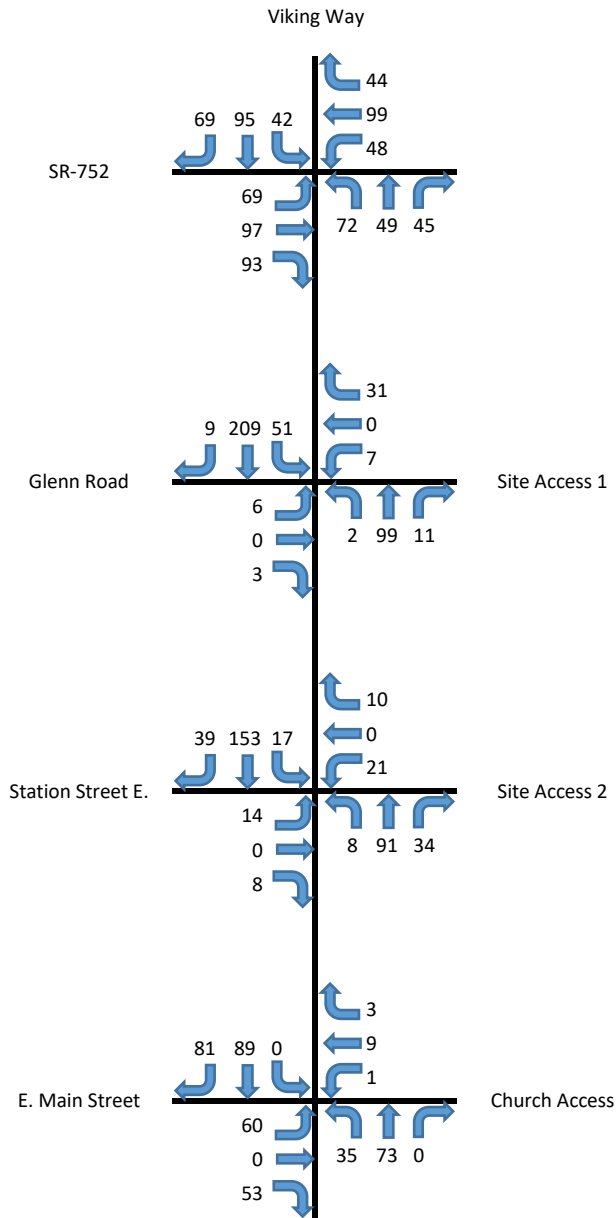 Viking Way
44
69 95 42 99
48
SR-752
69
97 72 49 45
93
31
9 209 51 0
7
Glenn Road Site Access 1
6
0 2 99 11
3
10
39 153 17 0
21
Station Street E. Site Access 2
14
0 8 91 34
8
3
81 89 0 9
1
E. Main Street Church Access
60
0 35 73 0
53